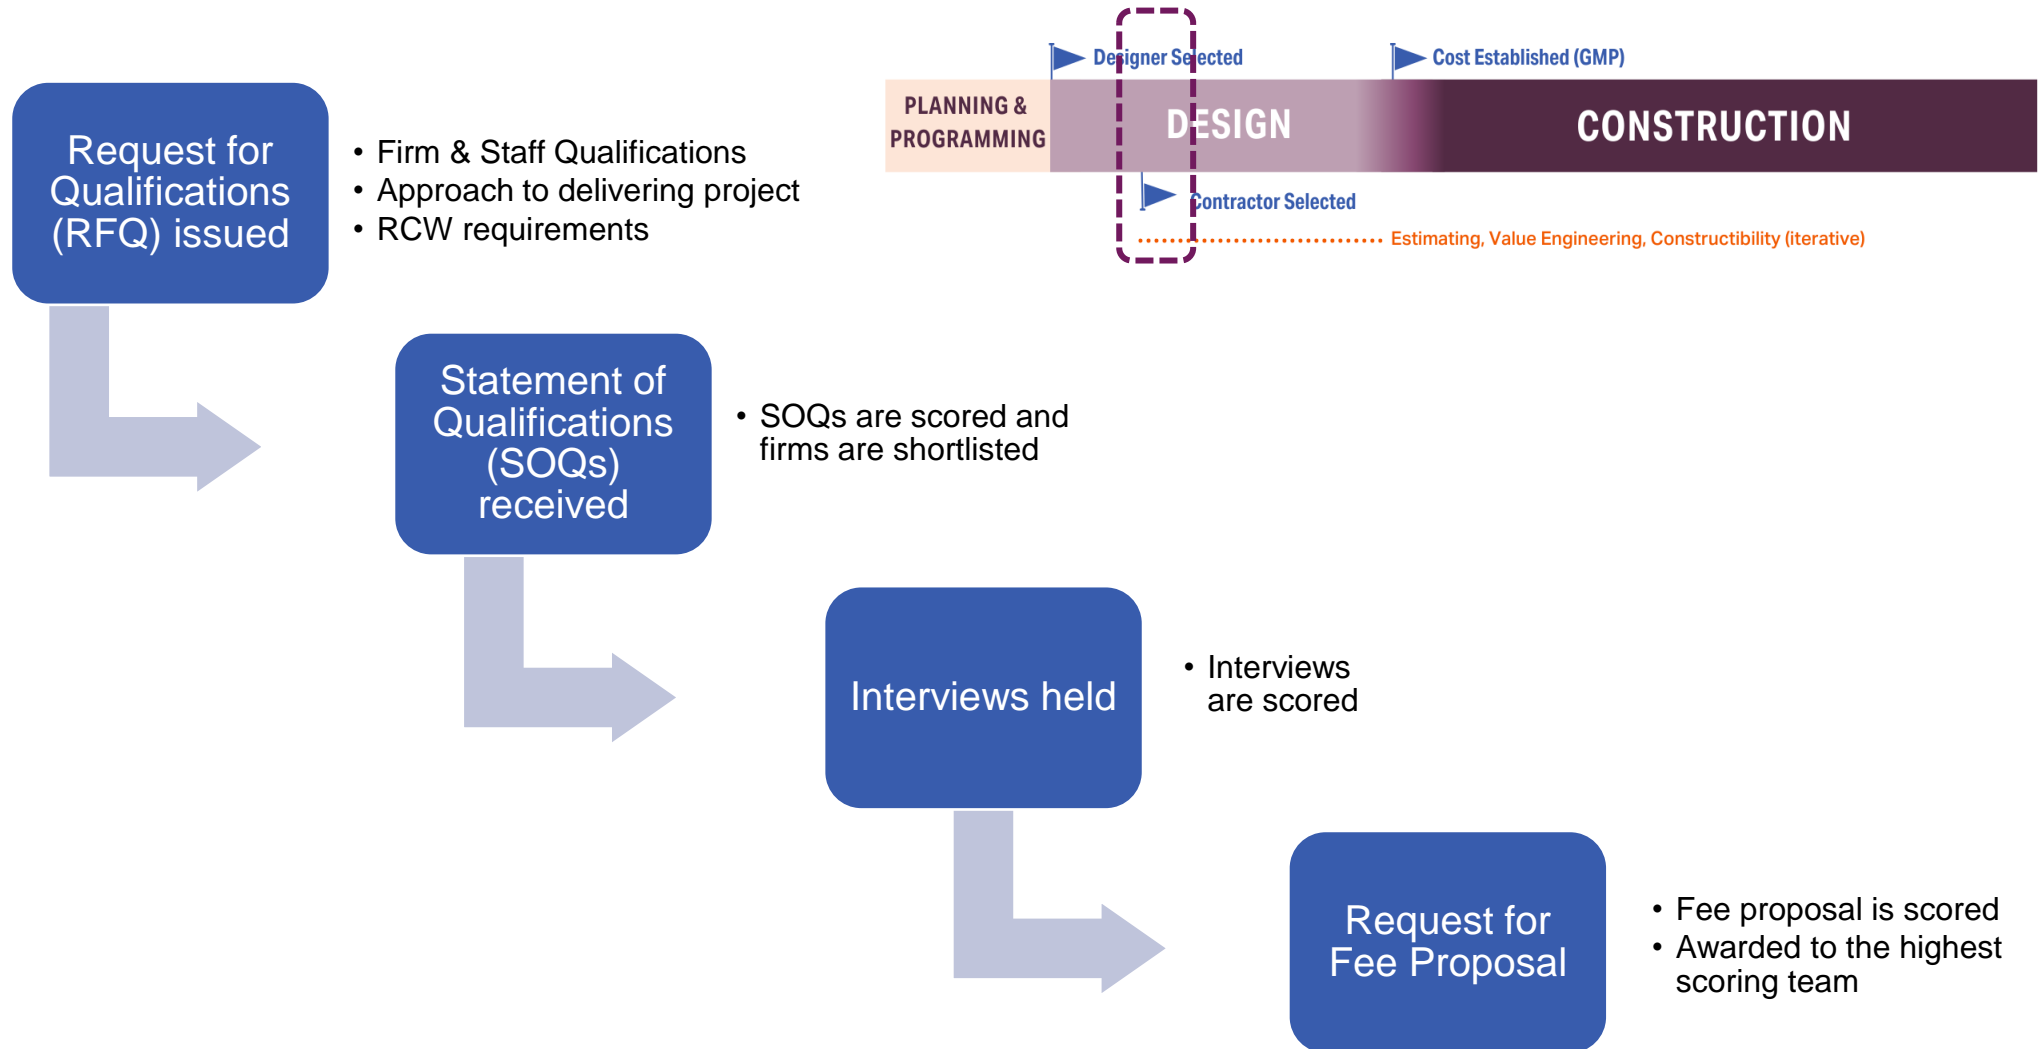 Designer Selected
Cost Established (GMP)
PLANNING &
PROGRAMMING
DESIGN
CONSTRUCTION
Contractor Selected
Estimating, Value Engineering, Constructibility (iterative)
Request for
Qualifications
(RFQ) issued
• Firm & Staff Qualifications
• Approach to delivering project
• RCW requirements
Statement of
Qualifications
(SOQs)
received
• SOQs are scored and
firms are shortlisted
Interviews held
• Interviews
are scored
Request for
Fee Proposal
• Fee proposal is scored
• Awarded to the highest
scoring team